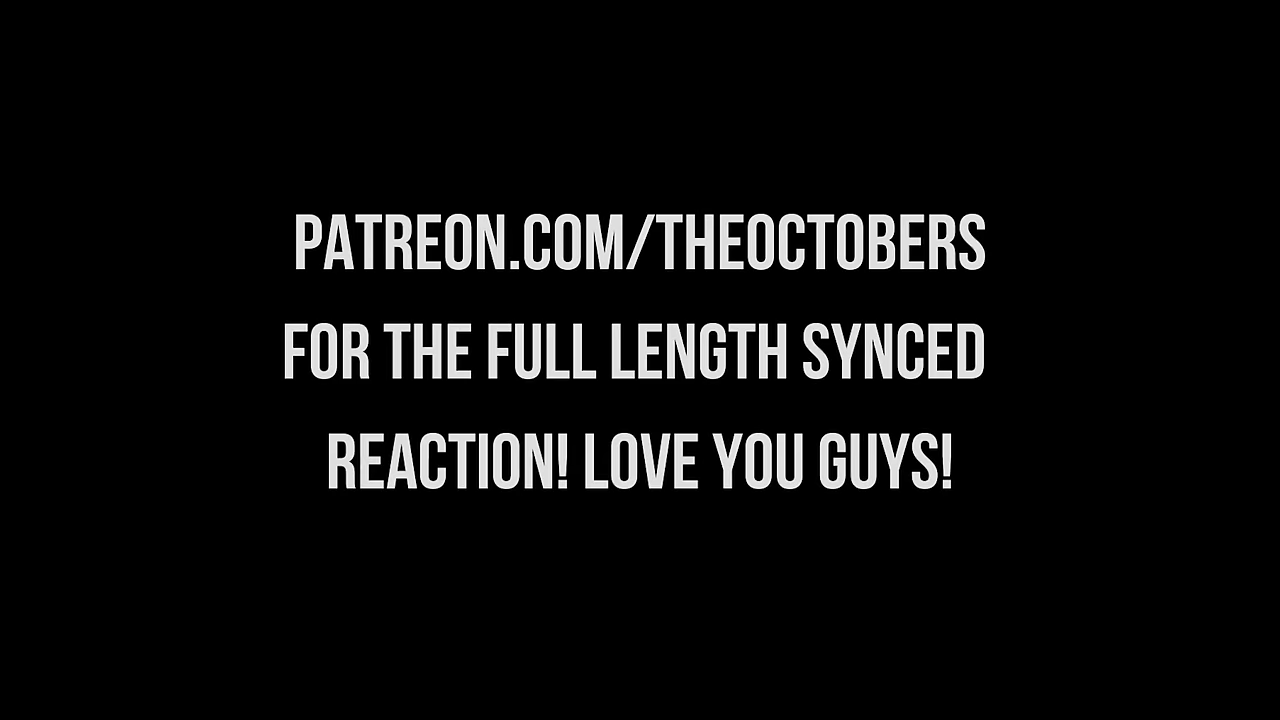 PATREON.COM/THEOCTOBERS
FOR THE FULL LENGTH SYNCED
REACTION! LOVE YOU GUYS!